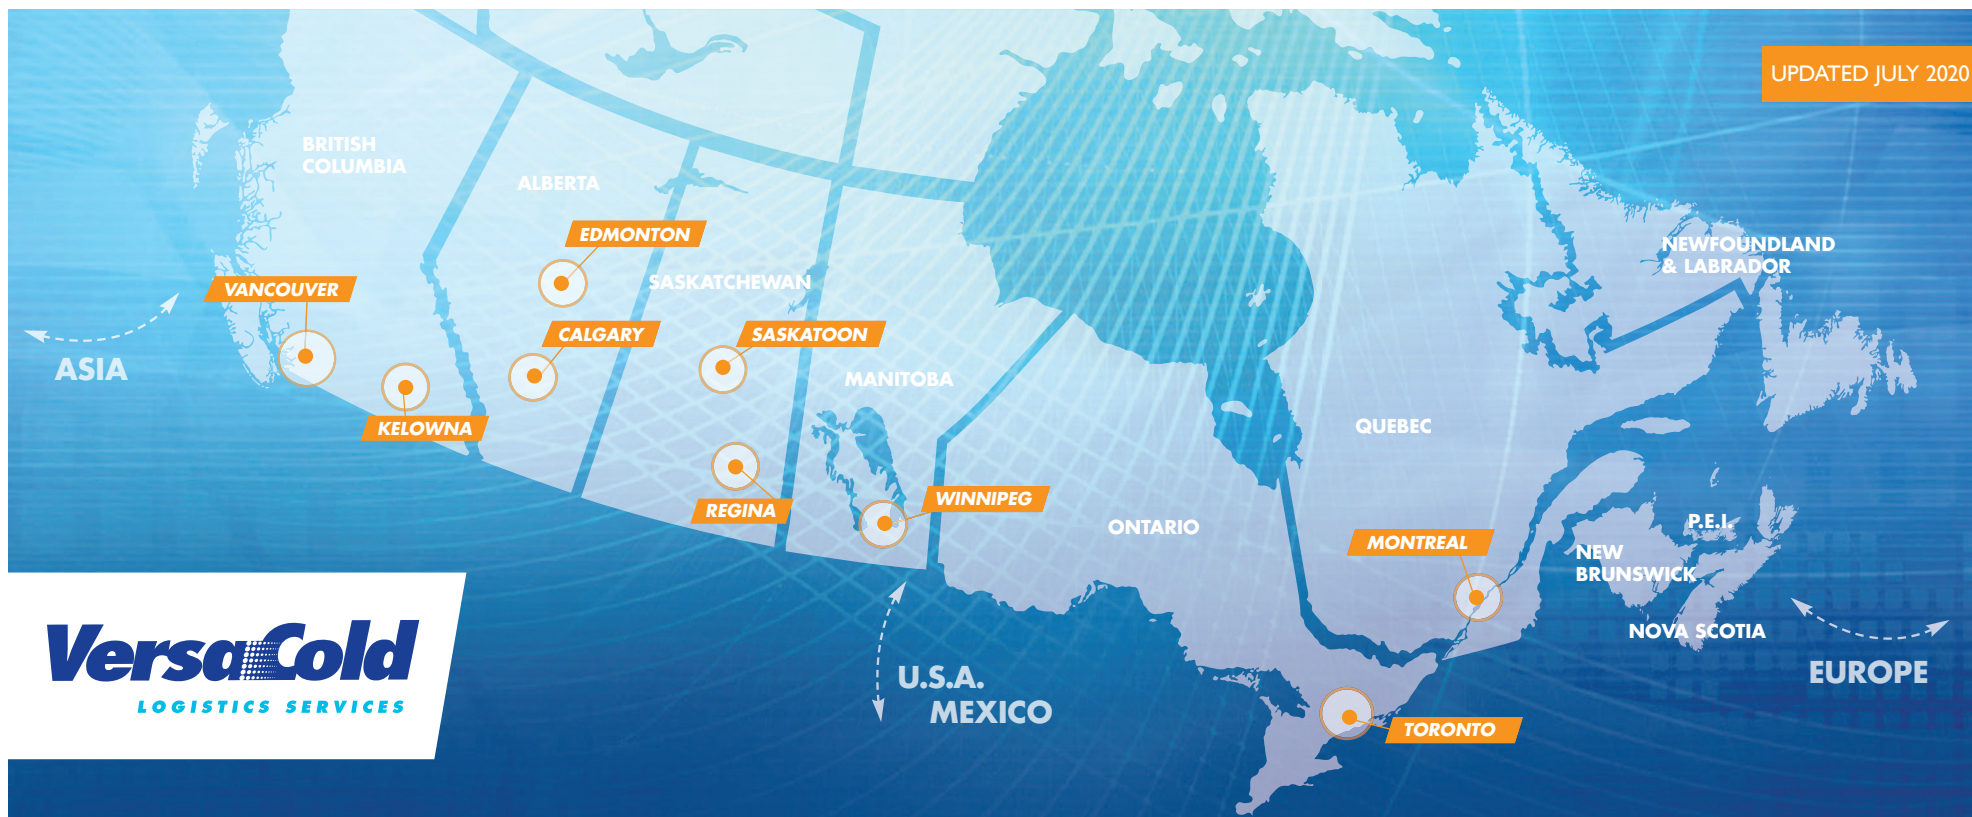 UPDATED JULY 2020
BRITISH
COLUMBIA
ALBERTA
EDMONTON
NEWFOUNDLAND
& LABRADOR
SASKATCHEWAN
VANCOUVER
CALGARY
SASKATOON
ASIA
MANITOBA
KELOWNA
QUEBEC
WINNIPEG
REGINA
ONTARIO
P.E.I.
MONTREAL
NEW
BRUNSWICK
NOVA SCOTIA
VersaCold
LOGISTICS SERVICES
U.S.A.
MEXICO
EUROPE
TORONTO